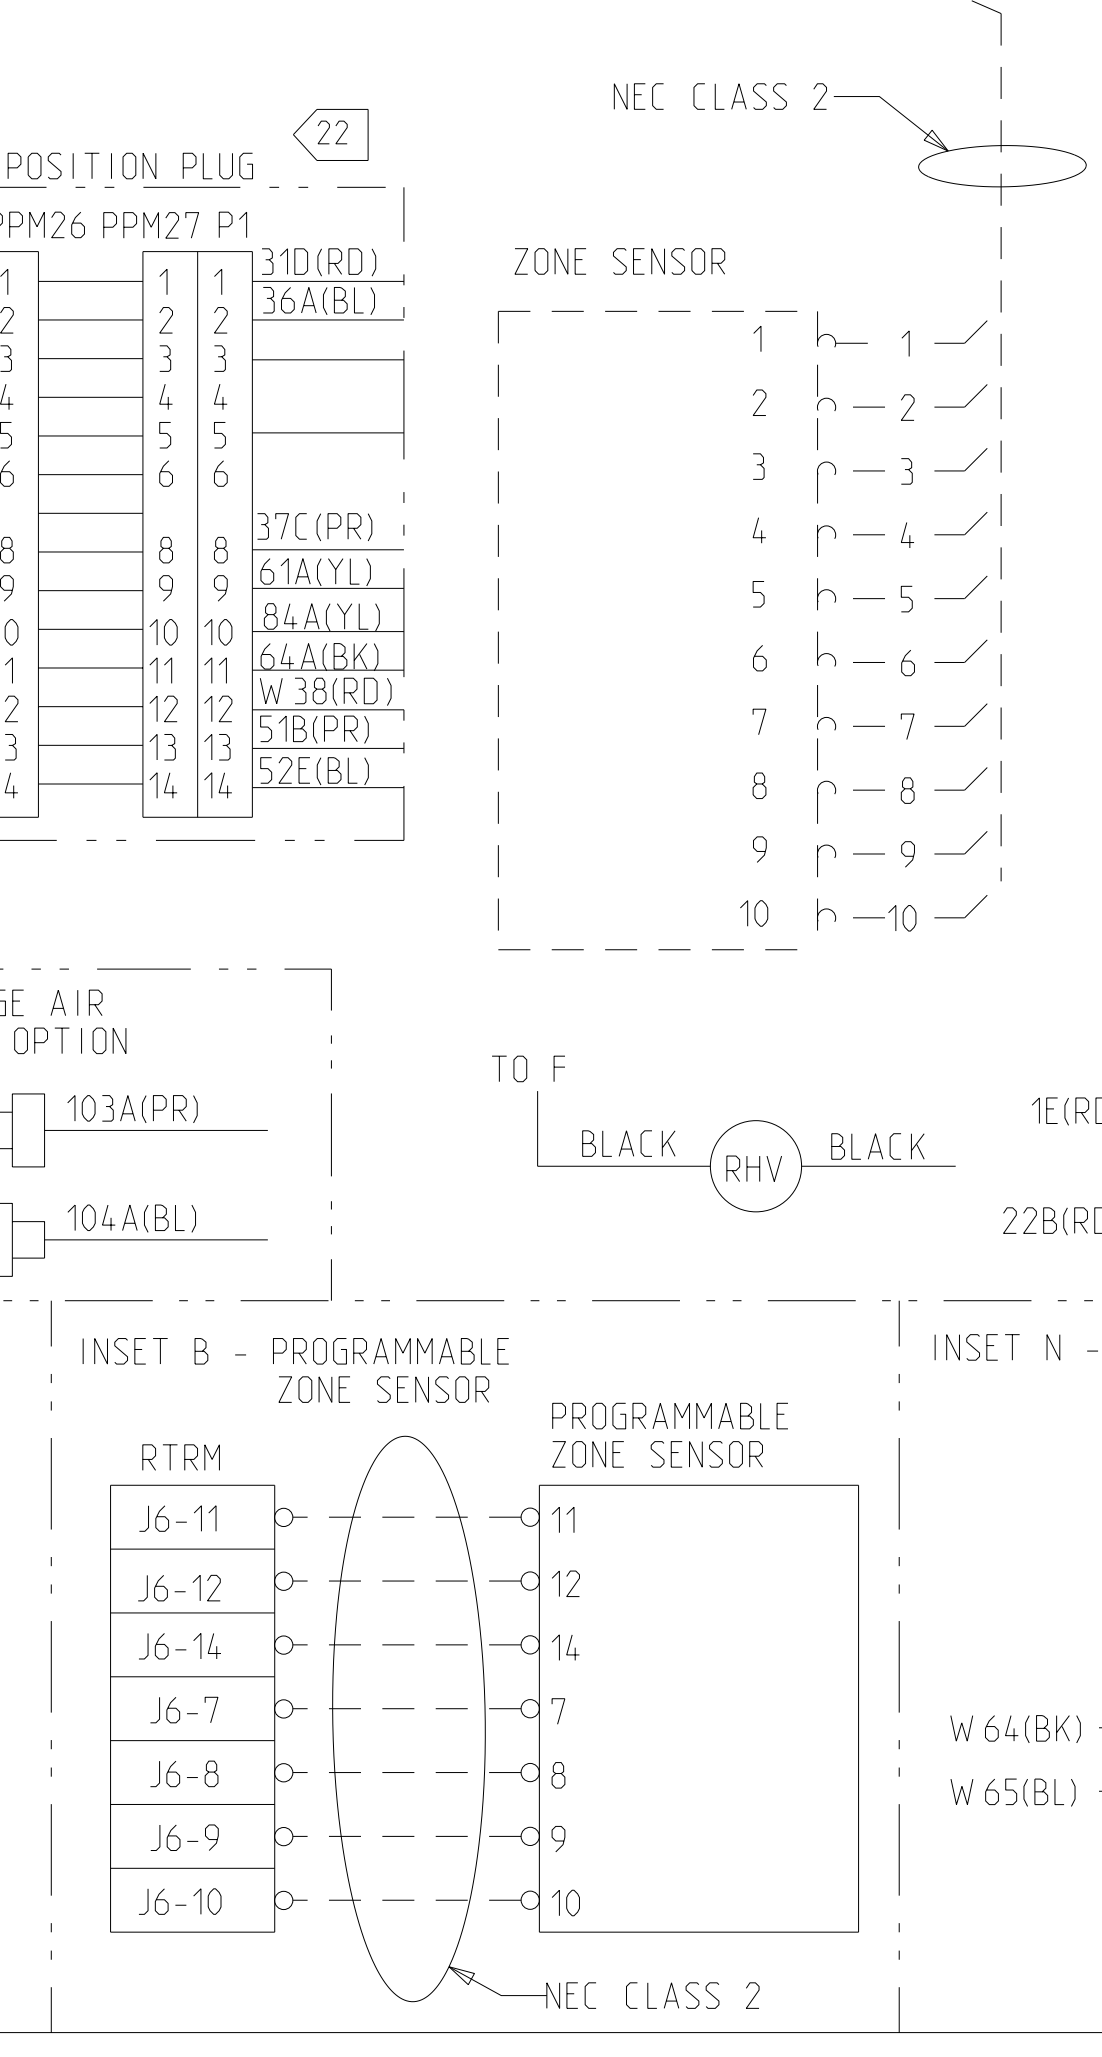 NEC CLASS 2
22
POSITION PLUG
PPM26 PPM27 P1
31D(RD)
36A(BL)
37C(PR)
61A(YL)
84A(YL)
64A(BK)
W38(RD)
51B(PR)
52E(BL)
1 1 1
2 2 2
3 3 3
4 4 4
5 5 5
6 6 6
8 8 8
9 9 9
0 10 10
1 11 11
2 12 12
3 13 13
4 14 14
ZONE SENSOR
1 1
2 2
3 3
4 4
5 5
6 6
7 7
8 8
9 9
10 10
GE AIR
OPTION
103A(PR)
104A(BL)
TO F
BLACK
RHV
BLACK
1E(RD
22B(RD
INSET B - PROGRAMMABLE
ZONE SENSOR
RTRM
J6-11
J6-12
J6-14
J6-7
J6-8
J6-9
J6-10
PROGRAMMABLE
ZONE SENSOR
11
12
14
7
8
9
10
NEC CLASS 2
INSET N -
W64(BK)
W65(BL)